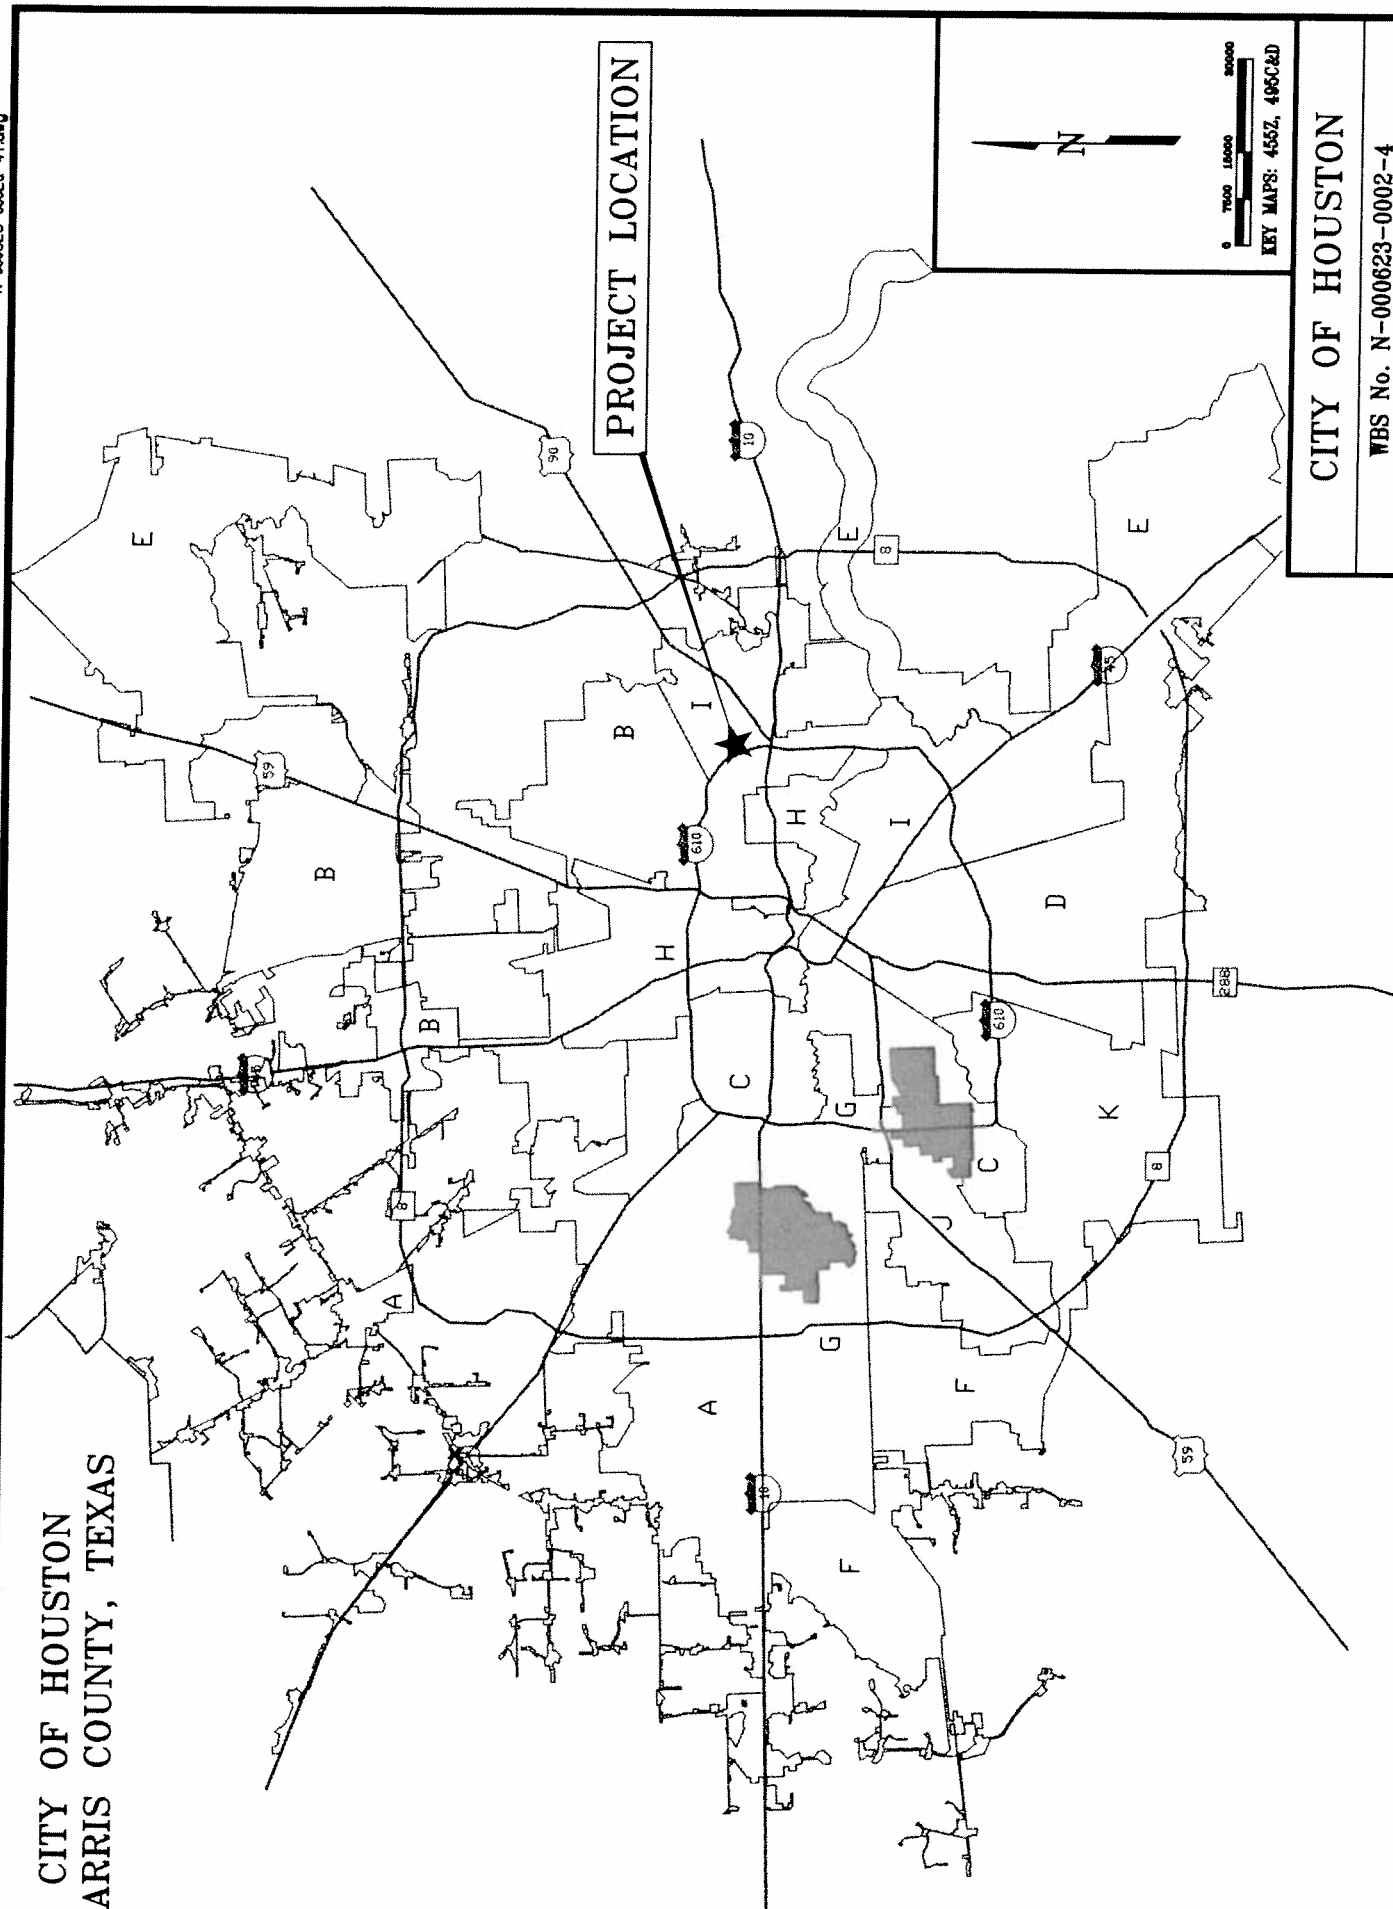 CITY OF HOUSTON
ARRIS COUNTY, TEXAS
PROJECT LOCATION
N
0 7500 15000 30000
KEY MAPS: 455Z, 495C&D
CITY OF HOUSTON
WBS No. N-000623-0002-4
E
59
90
B
B
B
8
A
I
H
610
10
H
C
A
10
G
G
F
F
I
E
8
E
45
D
610
C
J
K
8
288
59